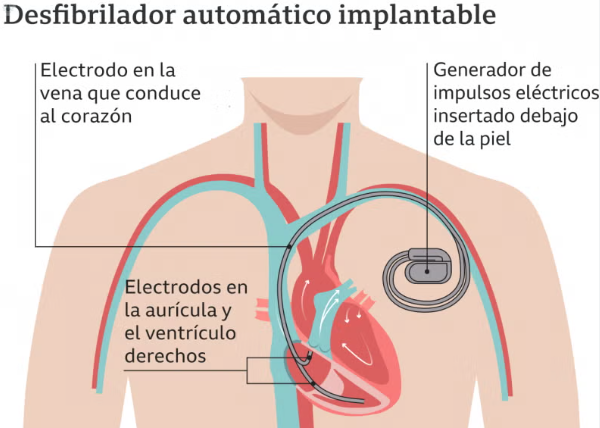 Desfibrilador automático implantable
Electrodo en la
vena que conduce
al corazón
Generador de
impulsos eléctricos
insertado debajo
de la piel
Electrodos en
la aurícula y
el ventrículo
derechos